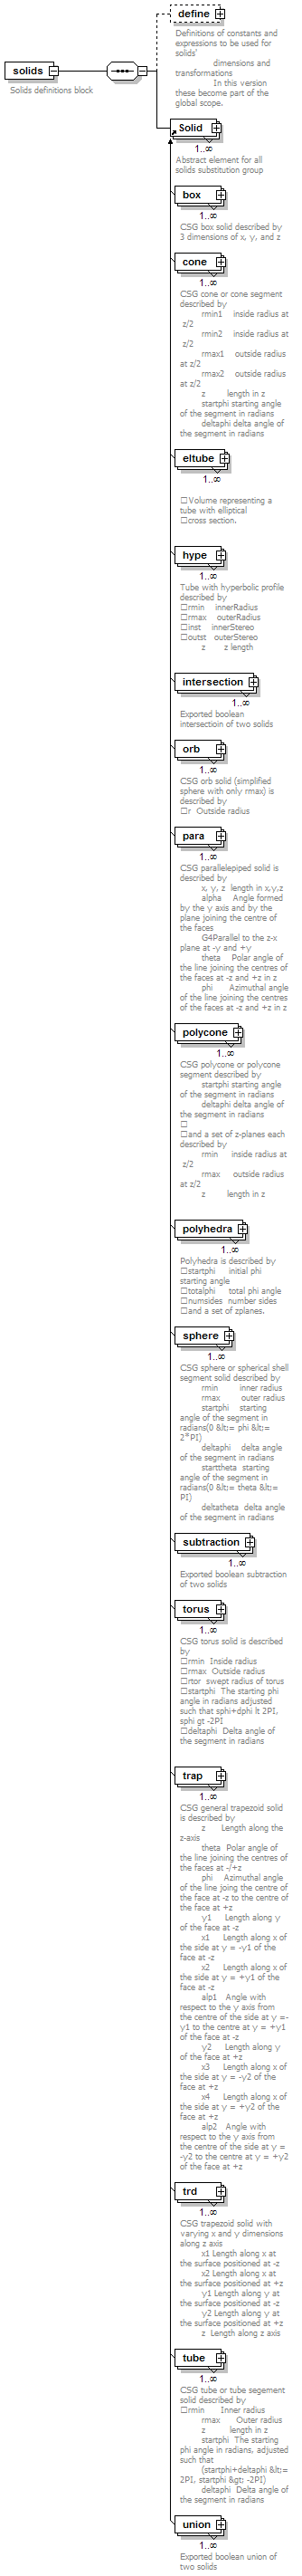 define
Definitions of constants and
expressions to be used for
solids'
dimensions and
transformations
In this version
these become part of the
global scope.
solids
Solids definitions block
Solid
1..∞
Abstract element for all
solids substitution group
box
1..∞
CSG box solid described by
3 dimensions of x, y, and z
cone
1..∞
CSG cone or cone segment
described by
rmin1 inside radius at
z/2
rmin2 inside radius at
z/2
rmax1 outside radius
at z/2
rmax2 outside radius
at z/2
z length in z
startphi starting angle
of the segment in radians
deltaphi delta angle of
the segment in radians
eltube
1..∞
□Volume representing a
tube with elliptical
□cross section.
hype
1..∞
Tube with hyperbolic profile
described by
□rmin innerRadius
□rmax outerRadius
□inst innerStereo
□outst outerStereo
z z length
intersection
1..∞
Exported boolean
intersectioin of two solids
orb
1..∞
CSG orb solid (simplified
sphere with only rmax) is
described by
□r Outside radius
para
1..∞
CSG parallelepiped solid is
described by
x, y, z length in x,y,z
alpha Angle formed
by the y axis and by the
plane joining the centre of
the faces
G4Parallel to the z-x
plane at -y and +y
theta Polar angle of
the line joining the centres
of the faces at -z and +z in z
phi Azimuthal angle
of the line joining the centres
of the faces at -z and +z in z
polycone
1..∞
CSG polycone or polycone
segment described by
startphi starting angle
of the segment in radians
deltaphi delta angle of
the segment in radians
□
□and a set of z-planes each
described by
rmin inside radius at
z/2
rmax outside radius
at z/2
z length in z
polyhedra
1..∞
Polyhedra is described by
□startphi initial phi
starting angle
□totalphi total phi angle
□numsides number sides
□and a set of zplanes.
sphere
1..∞
CSG sphere or spherical shell
segment solid described by
rmin inner radius
rmax outer radius
startphi starting
angle of the segment in
radians(0 &lt;= phi &lt;=
2*PI)
deltaphi delta angle
of the segment in radians
starttheta starting
angle of the segment in
radians(0 &lt;= theta &lt;=
PI)
deltatheta delta angle
of the segment in radians
subtraction
1..∞
Exported boolean subtraction
of two solids
torus
1..∞
CSG torus solid is described
by
□rmin Inside radius
□rmax Outside radius
□rtor swept radius of torus
□startphi The starting phi
angle in radians adjusted
such that sphi+dphi lt 2PI,
sphi gt -2PI
□deltaphi Delta angle of
the segment in radians
trap
1..∞
CSG general trapezoid solid
is described by
z Length along the
z-axis
theta Polar angle of
the line joining the centres of
the faces at -/+z
phi Azimuthal angle
of the line joing the centre of
the face at -z to the centre of
the face at +z
y1 Length along y
of the face at -z
x1 Length along x of
the side at y = -y1 of the
face at -z
x2 Length along x of
the side at y = +y1 of the
face at -z
alp1 Angle with
respect to the y axis from
the centre of the side at y =-
y1 to the centre at y = +y1
of the face at -z
y2 Length along y
of the face at +z
x3 Length along x of
the side at y = -y2 of the
face at +z
x4 Length along x of
the side at y = +y2 of the
face at +z
alp2 Angle with
respect to the y axis from
the centre of the side at y =
-y2 to the centre at y = +y2
of the face at +z
trd
1..∞
CSG trapezoid solid with
varying x and y dimensions
along z axis
x1 Length along x at
the surface positioned at -z
x2 Length along x at
the surface positioned at +z
y1 Length along y at
the surface positioned at -z
y2 Length along y at
the surface positioned at +z
z Length along z axis
tube
1..∞
CSG tube or tube segement
solid described by
□rmin Inner radius
rmax Outer radius
z length in z
startphi The starting
phi angle in radians, adjusted
such that
(startphi+deltaphi &lt;=
2PI, startphi &gt; -2PI)
deltaphi Delta angle of
the segment in radians
union
1..∞
Exported boolean union of
two solids